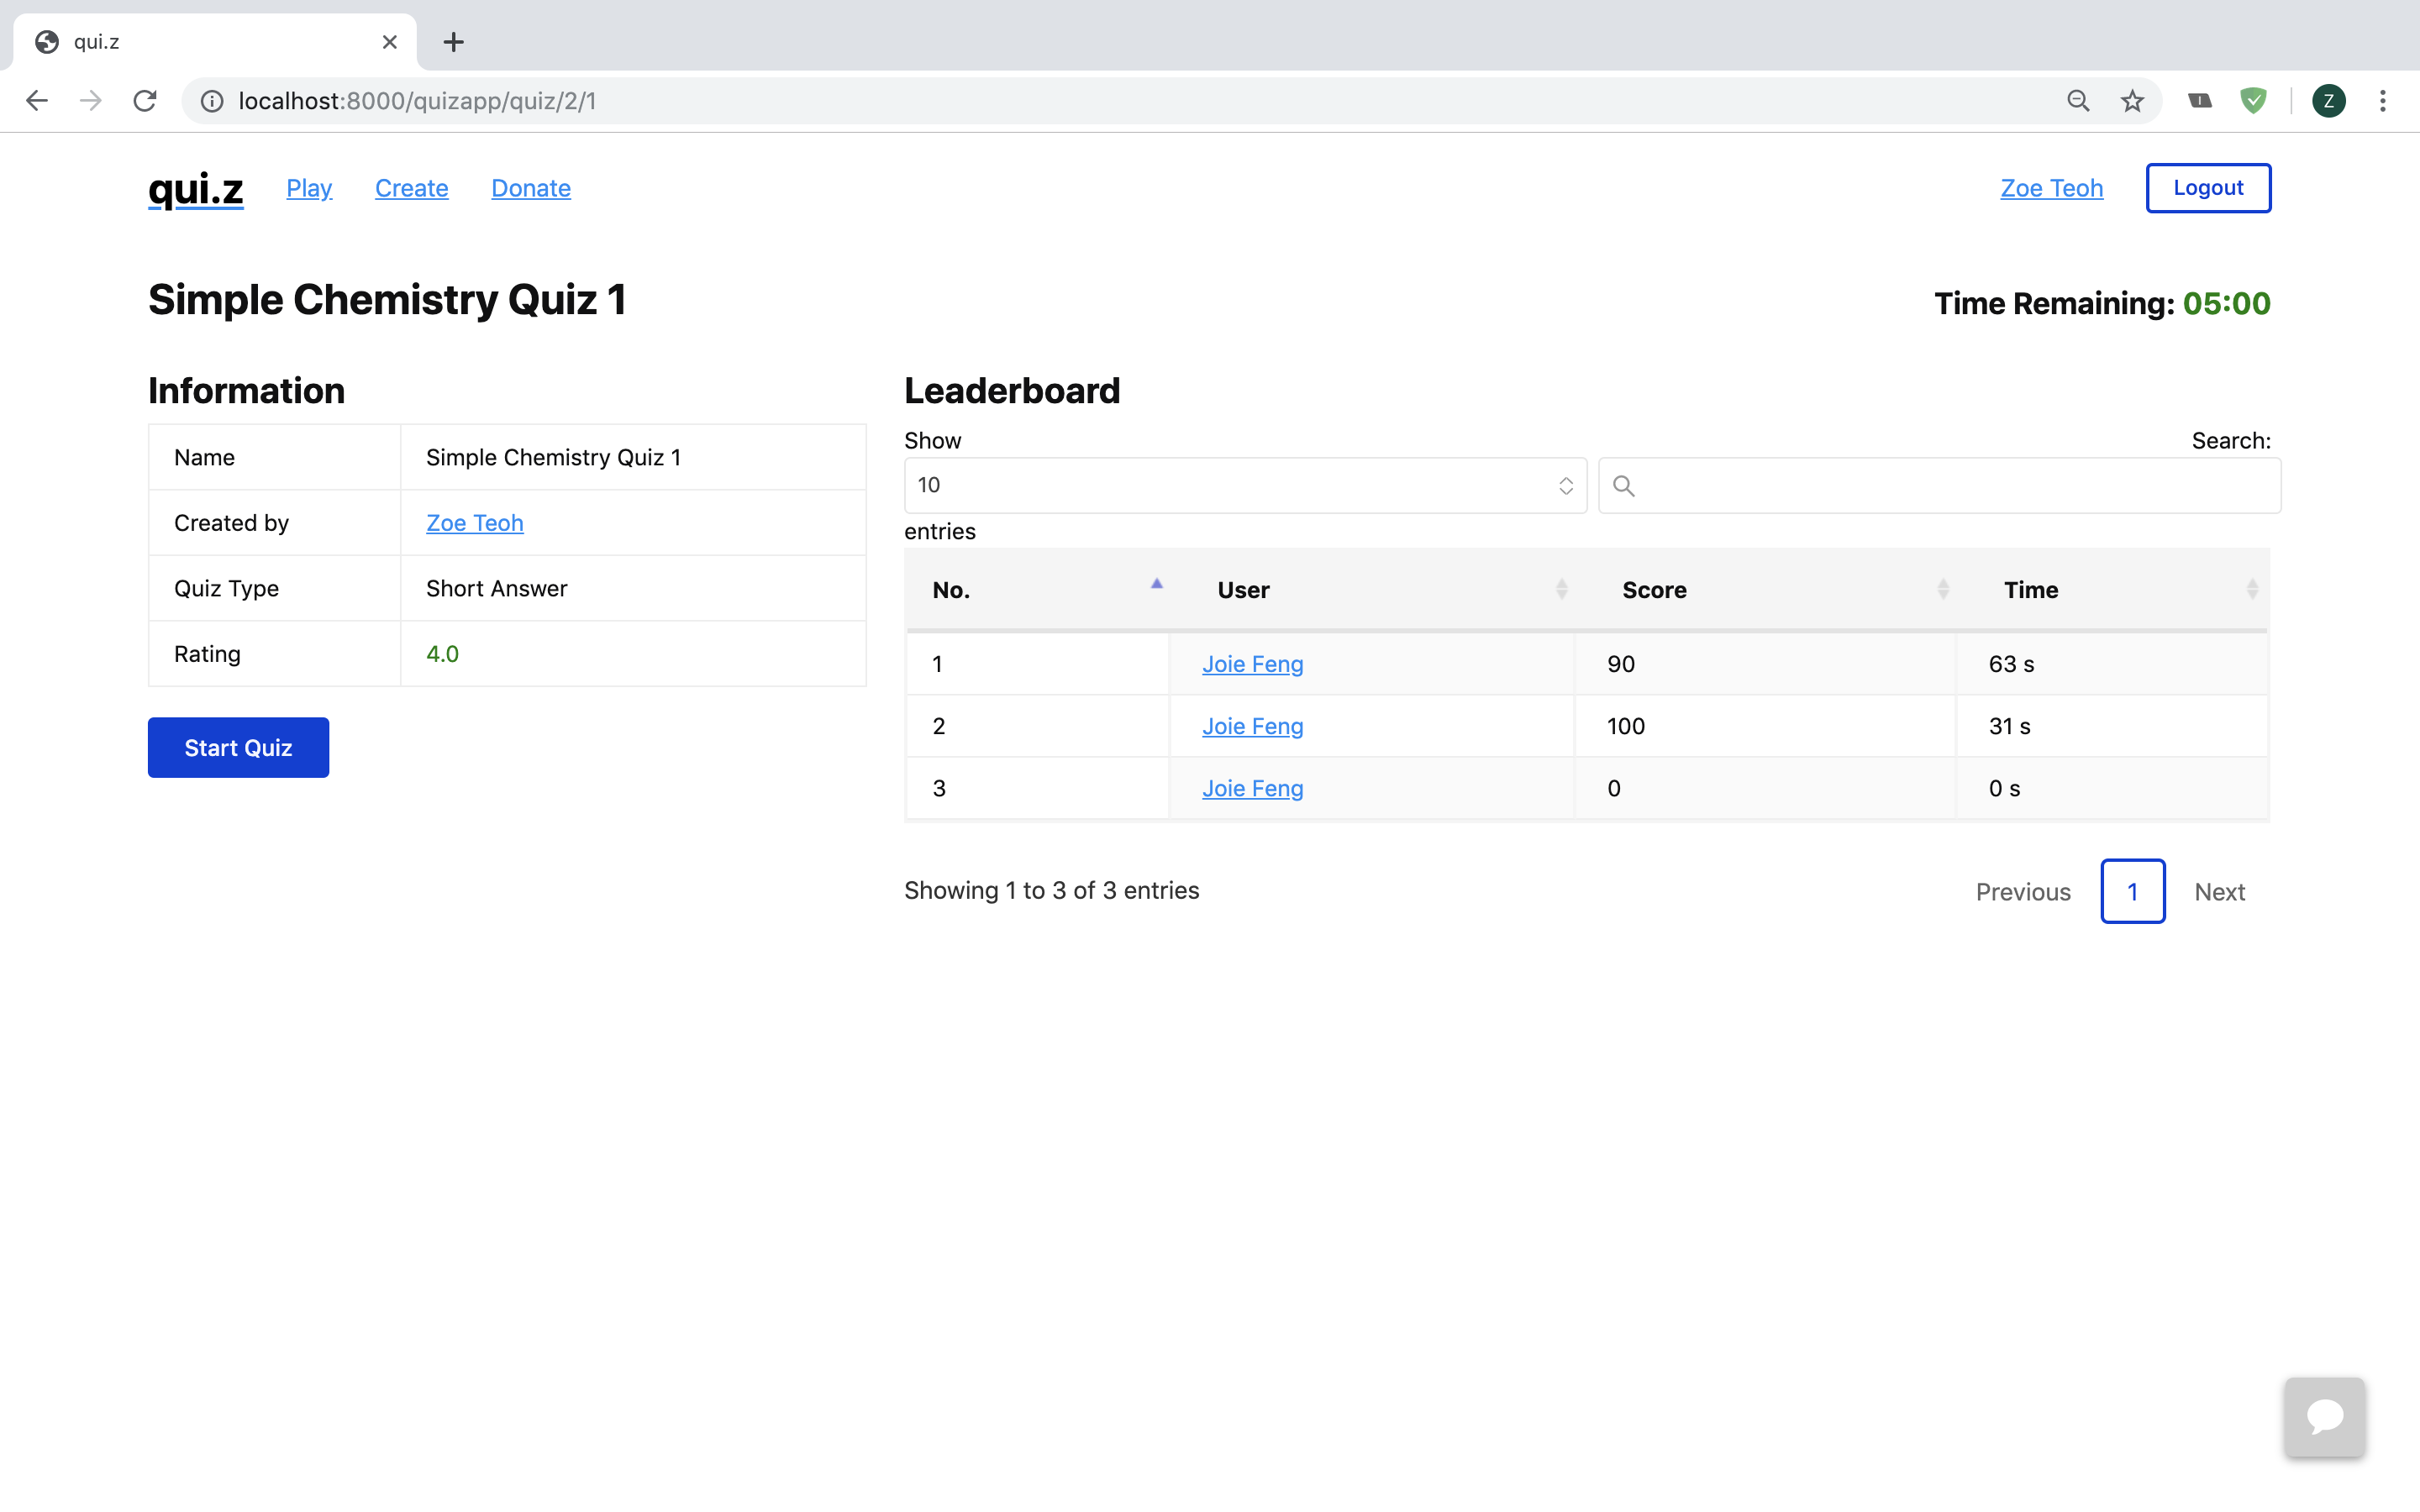 qui.z
localhost:8000/quizapp/quiz/2/1
Z
qui.z Play Create Donate Zoe Teoh Logout
Simple Chemistry Quiz 1
Time Remaining: 05:00
Information
Name Simple Chemistry Quiz 1
Created by Zoe Teoh
Quiz Type Short Answer
Rating 4.0
Start Quiz
Leaderboard
Show Search:
10
entries
No. User Score Time
1 Joie Feng 90 63 s
2 Joie Feng 100 31 s
3 Joie Feng 0 0 s
Showing 1 to 3 of 3 entries
Previous 1 Next